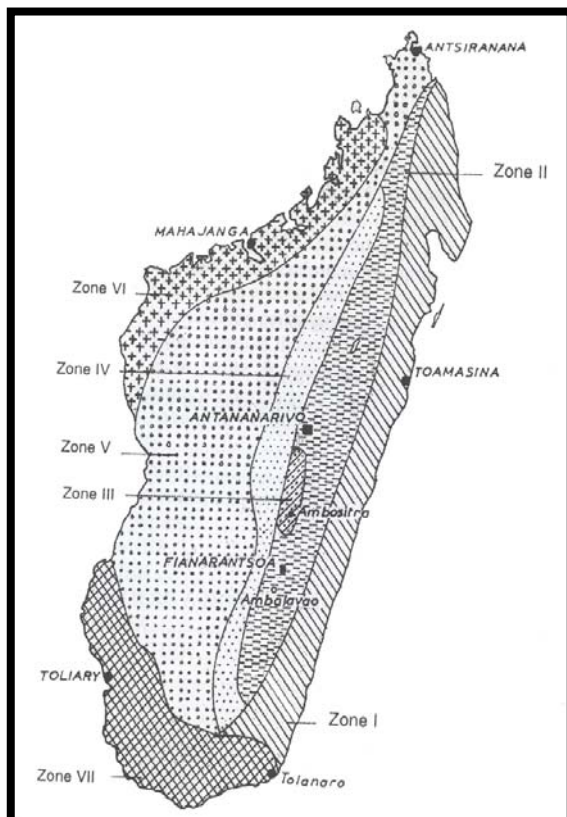 ANTSIRANANA
Zone II
MAHAJANGA
Zone VI
Zone IV
TOAMASINA
ANTANANARIVO
Zone V
Zone III
Ambositra
FIANARANTSOA
Ambalavao
TOLIARY
Zone I
Zone VII
Tolanaro